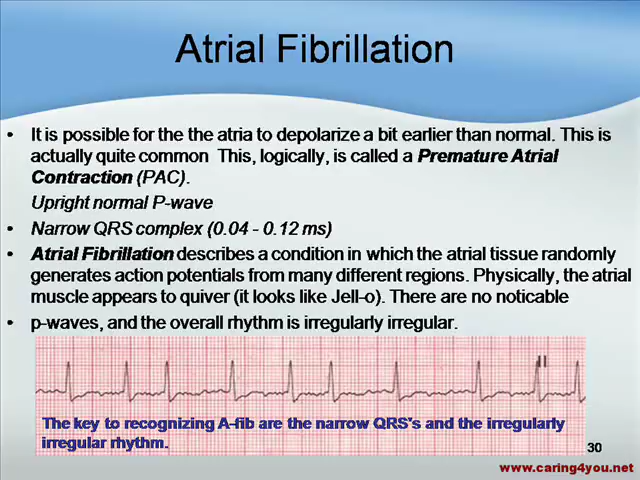 Atrial Fibrillation
• It is possible for the the atria to depolarize a bit earlier than normal. This is
actually quite common This, logically, is called a Premature Atrial
Contraction (PAC).
Upright normal P-wave
• Narrow QRS complex (0.04 - 0.12 ms)
• Atrial Fibrillation describes a condition in which the atrial tissue randomly
generates action potentials from many different regions. Physically, the atrial
muscle appears to quiver (it looks like Jell-o). There are no noticable
• p-waves, and the overall rhythm is irregularly irregular.
The key to recognizing A-fib are the narrow QRS's and the irregularly
irregular rhythm.
30
www.caring4you.net